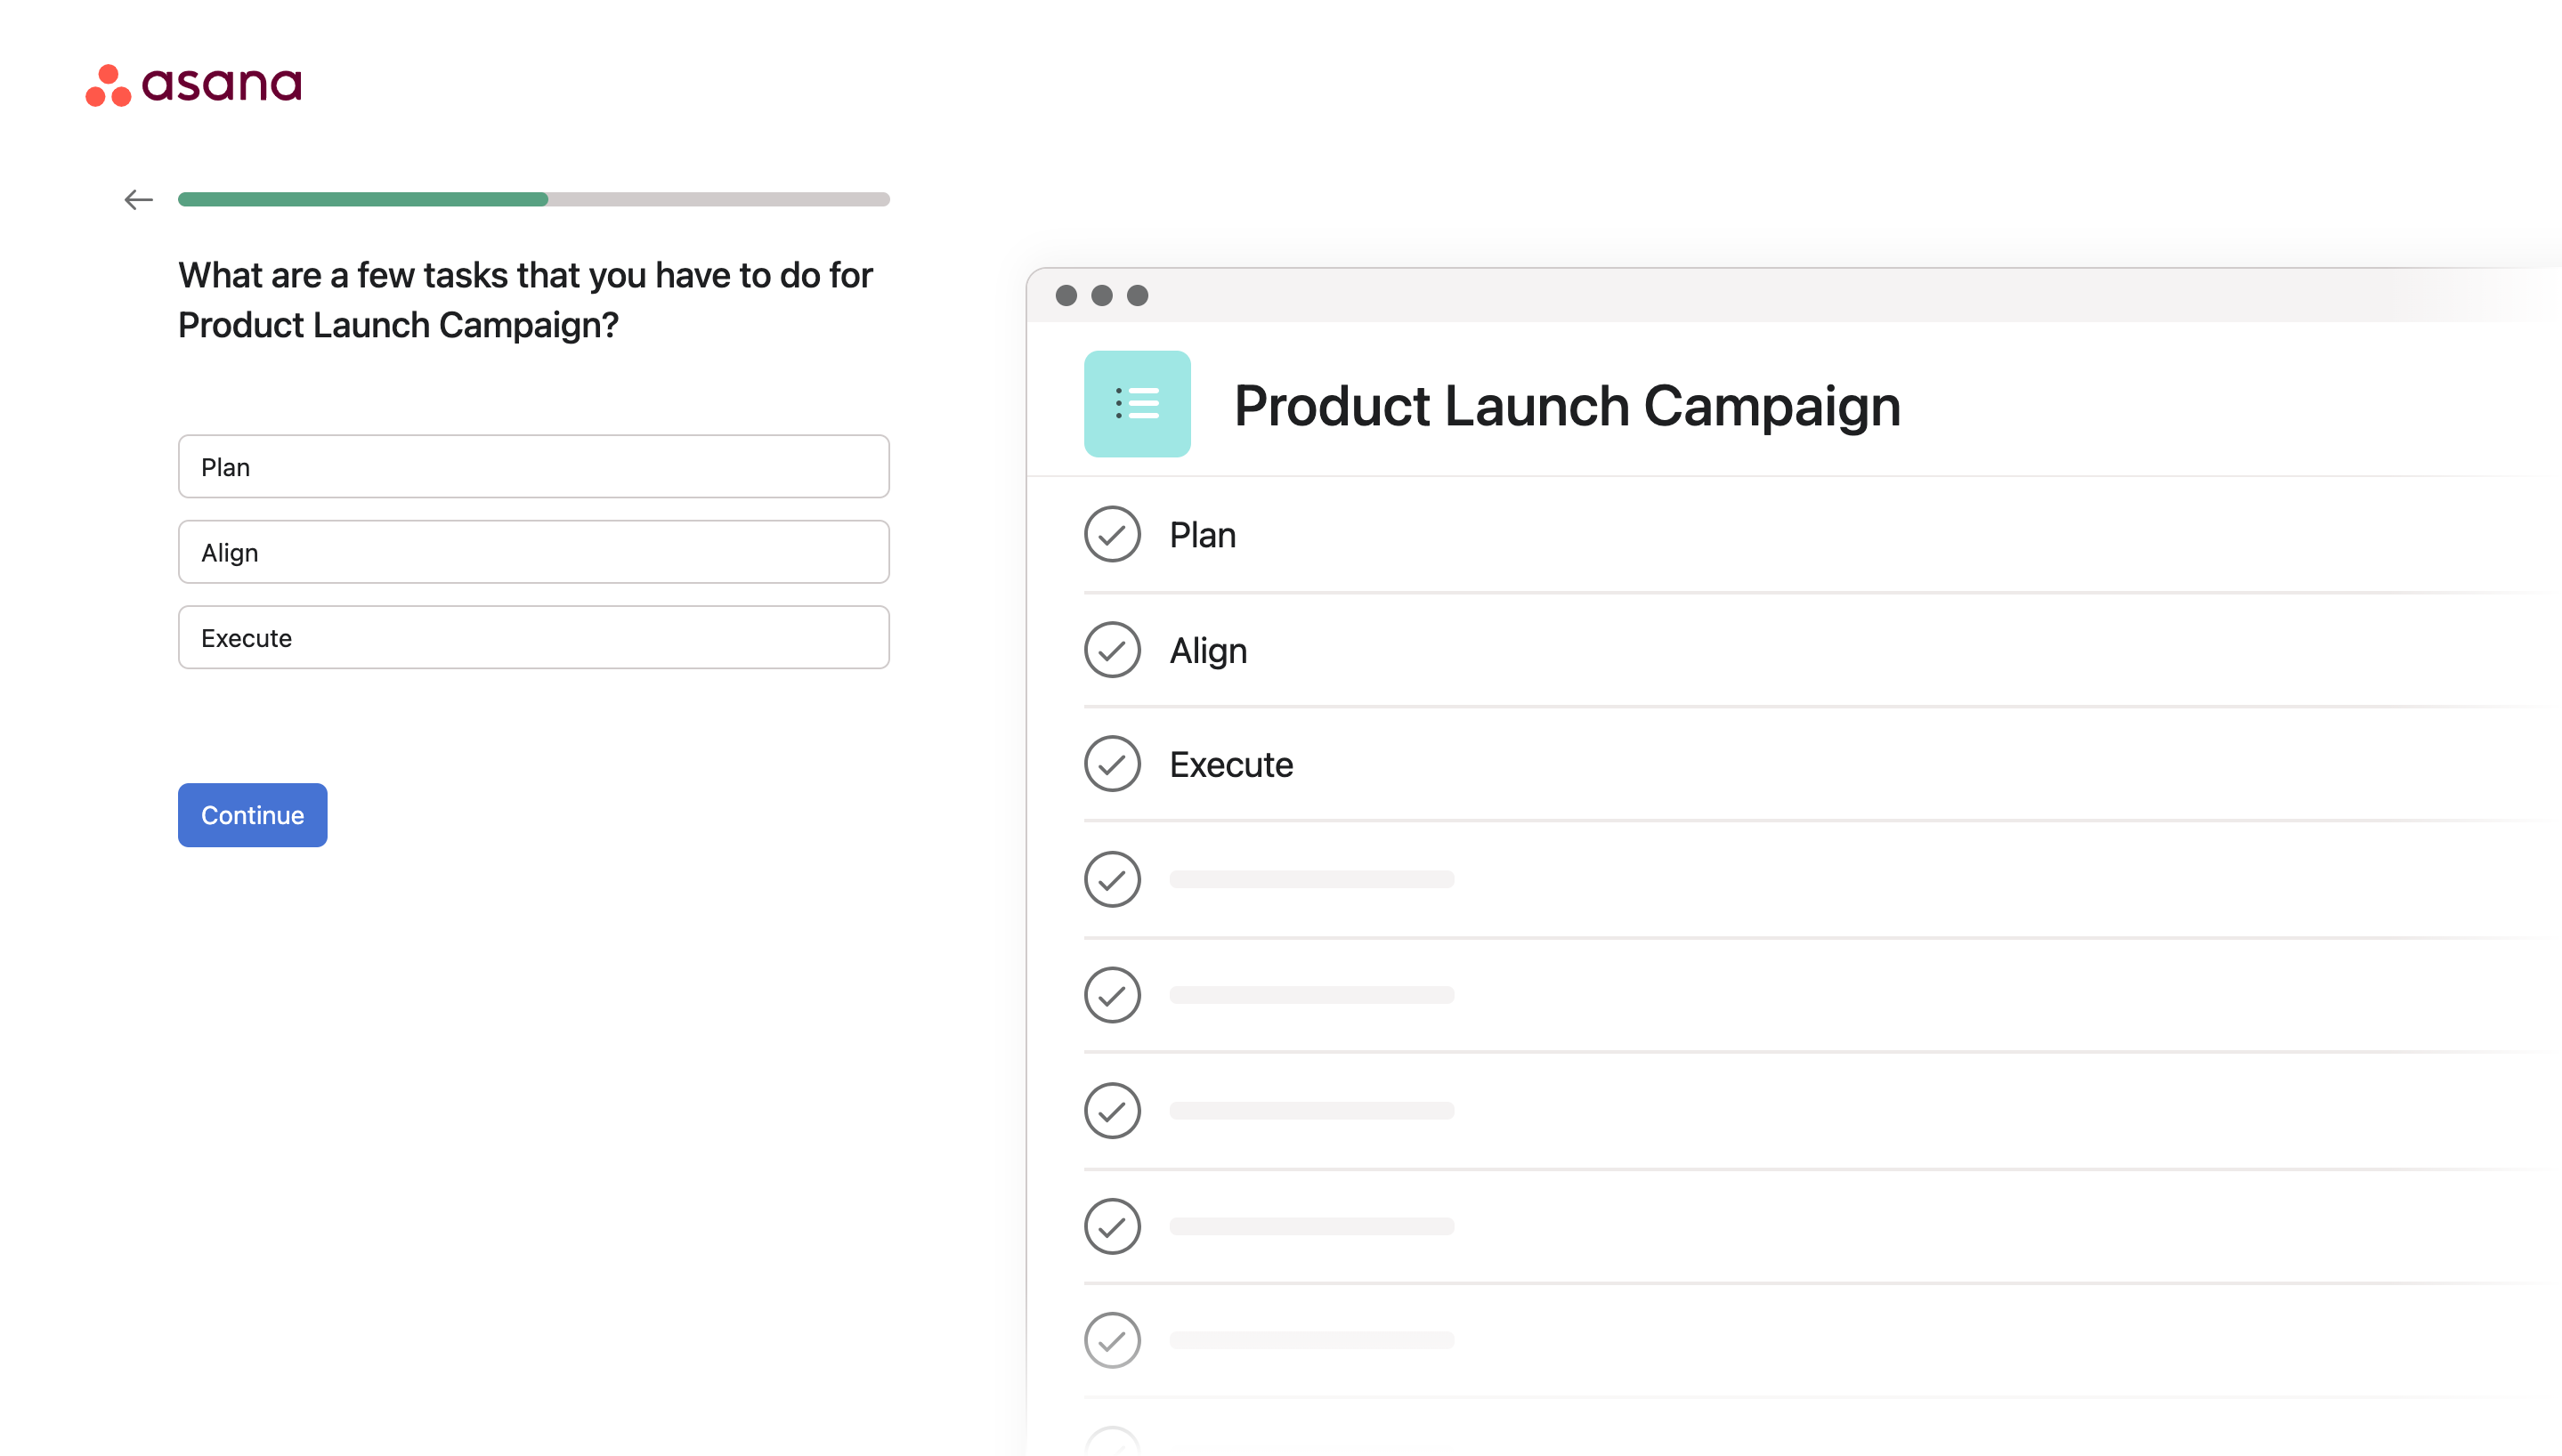 asana
What are a few tasks that you have to do for
Product Launch Campaign?
Plan
Align
Execute
Continue
Product Launch Campaign
Plan
Align
Execute